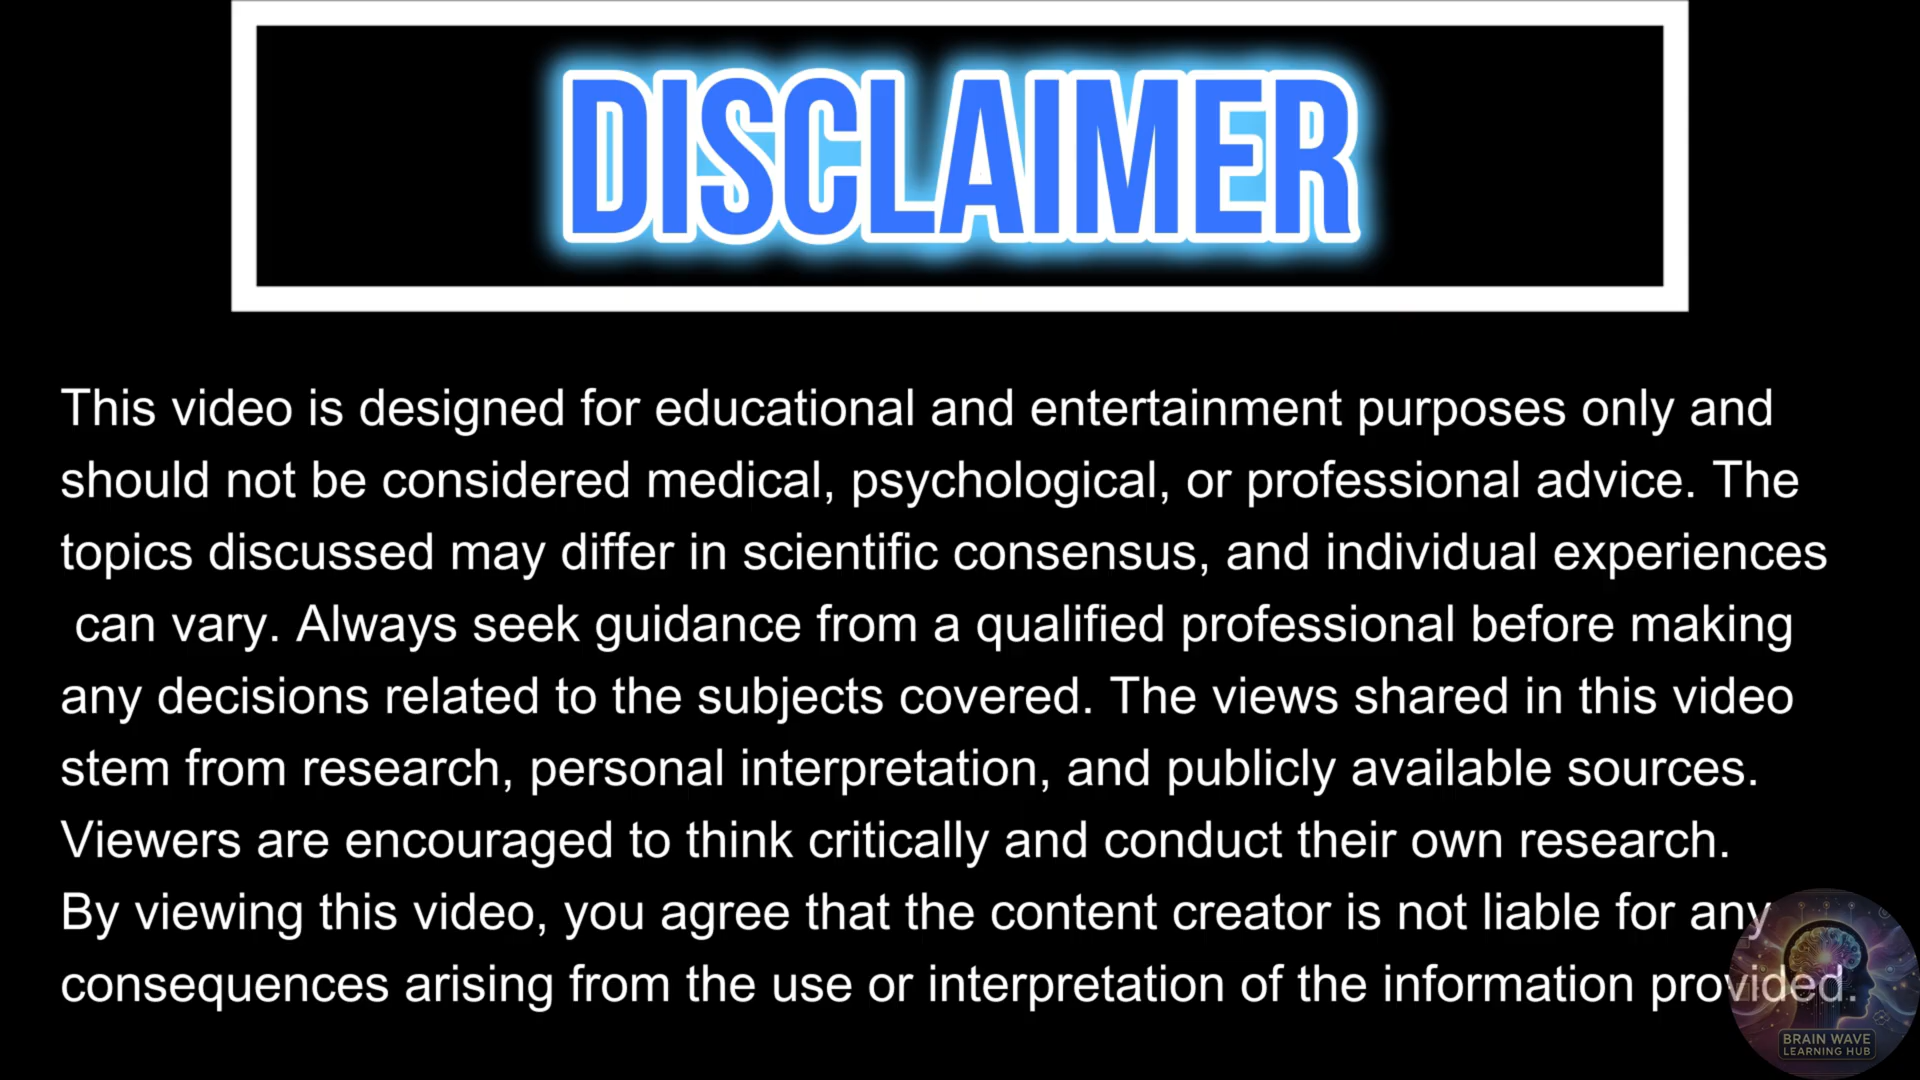 DISCLAIMER
This video is designed for educational and entertainment purposes only and
should not be considered medical, psychological, or professional advice. The
topics discussed may differ in scientific consensus, and individual experiences
can vary. Always seek guidance from a qualified professional before making
any decisions related to the subjects covered. The views shared in this video
stem from research, personal interpretation, and publicly available sources.
Viewers are encouraged to think critically and conduct their own research.
By viewing this video, you agree that the content creator is not liable for any
consequences arising from the use or interpretation of the information provided.
BRAIN WAVE
LEARNING HUB